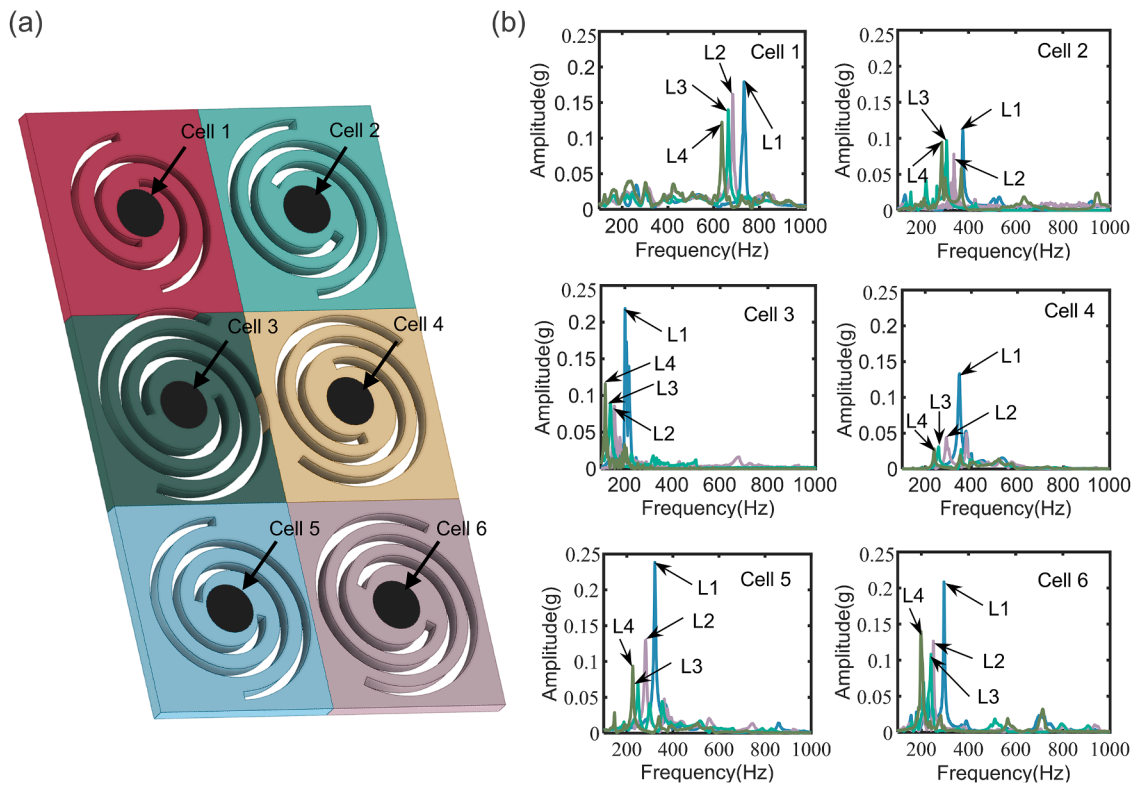 (a)
Cell 1
Cell 2
Cell 3
Cell 4
Cell 5
Cell 6
(b)
0.25
0.2
0.15
0.1
0.05
0
Amplitude(g)
Cell 1
L2
L3
L4
L1
200 400 600 800 1000
Frequency(Hz)
0.25
0.2
0.15
0.1
0.05
0
Amplitude(g)
Cell 2
L3
L1
L4
L2
200 400 600 800 1000
Frequency(Hz)
0.25
0.2
0.15
0.1
0.05
0
Amplitude(g)
Cell 3
L1
L4
L3
L2
200 400 600 800 1000
Frequency(Hz)
0.25
0.2
0.15
0.1
0.05
0
Amplitude(g)
Cell 4
L1
L3
L4
L2
200 400 600 800 1000
Frequency(Hz)
0.25
0.2
0.15
0.1
0.05
0
Amplitude(g)
Cell 5
L1
L4
L2
L3
200 400 600 800 1000
Frequency(Hz)
0.25
0.2
0.15
0.1
0.05
0
Amplitude(g)
Cell 6
L4
L1
L2
L3
200 400 600 800 1000
Frequency(Hz)